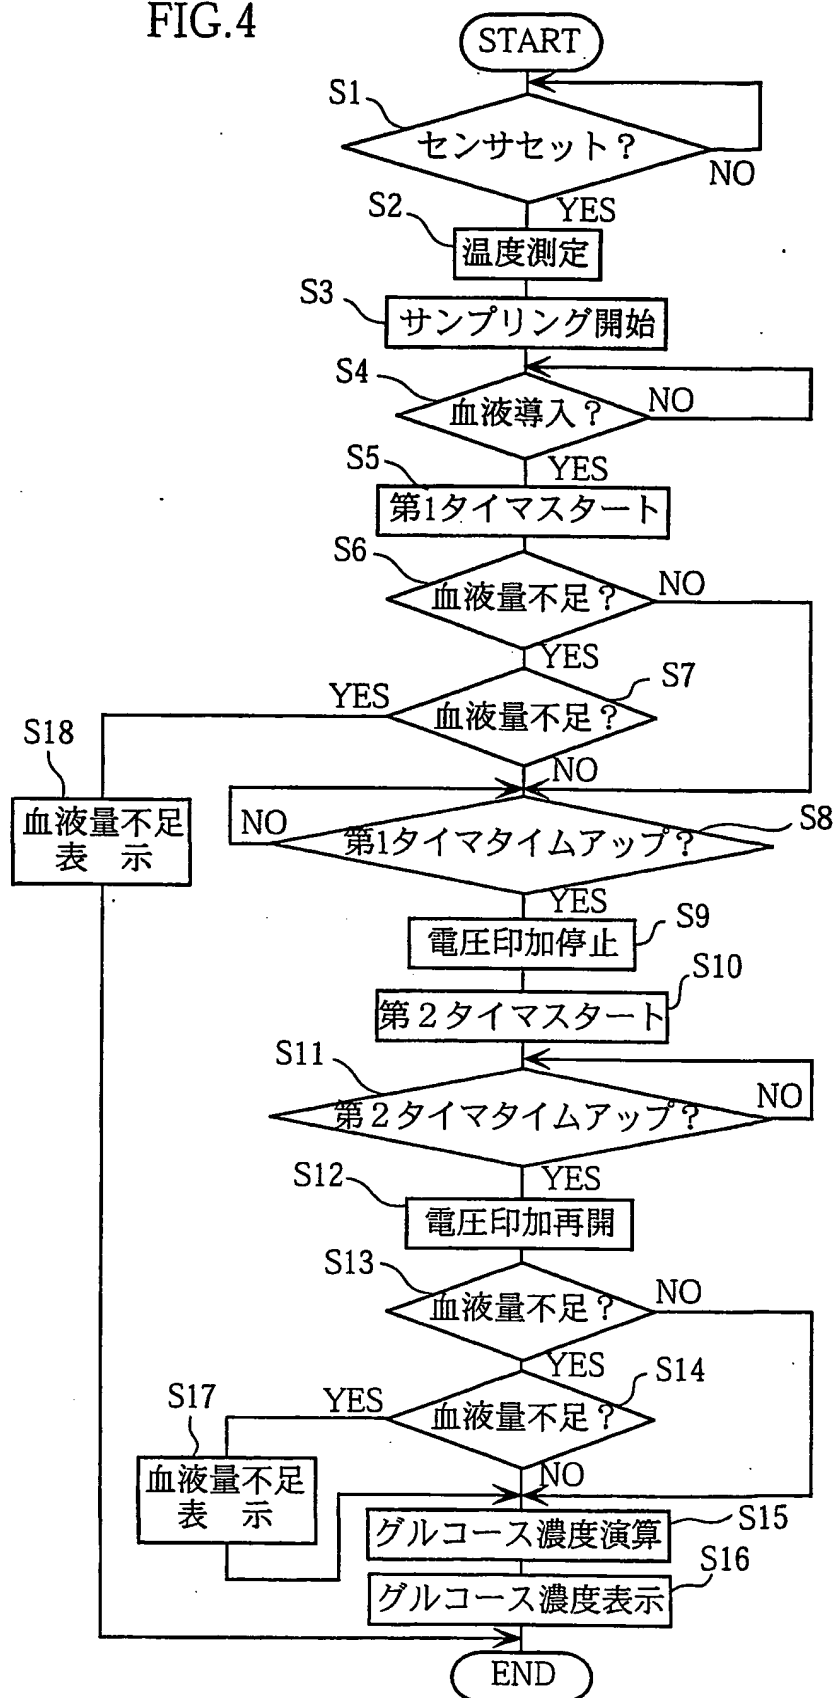 FIG.4
START
S1
センサセット？
NO
YES
S2
温度測定
S3
サンプリング開始
S4
血液導入？
NO
YES
S5
第1タイマスタート
S6
血液量不足？
NO
YES
S7
YES
血液量不足？
S18
NO
血液量不足
表　示
NO
第1タイマタイムアップ？
S8
YES
S9
電圧印加停止
S10
第２タイマスタート
S11
NO
第２タイマタイムアップ？
YES
S12
電圧印加再開
S13
血液量不足？
NO
YES
S14
S17
YES
血液量不足？
NO
血液量不足
表　示
S15
グルコース濃度演算
S16
グルコース濃度表示
END